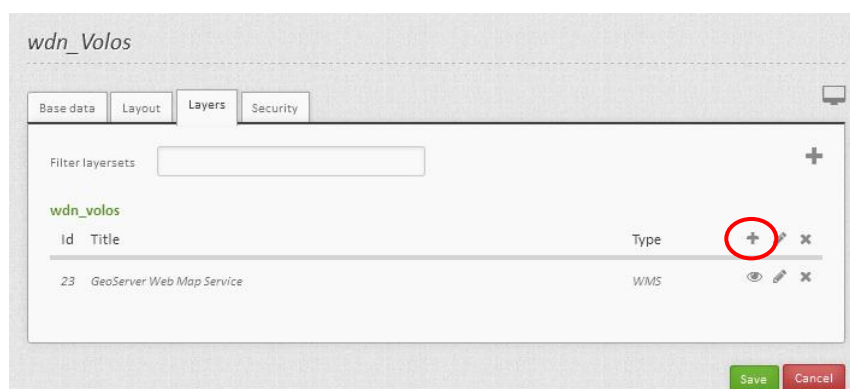 wdn_Volos
Base data Layout Layers Security
Filter layersets
wdn_volos
Id Title Type
23 GeoServer Web Map Service WMS
Save Cancel